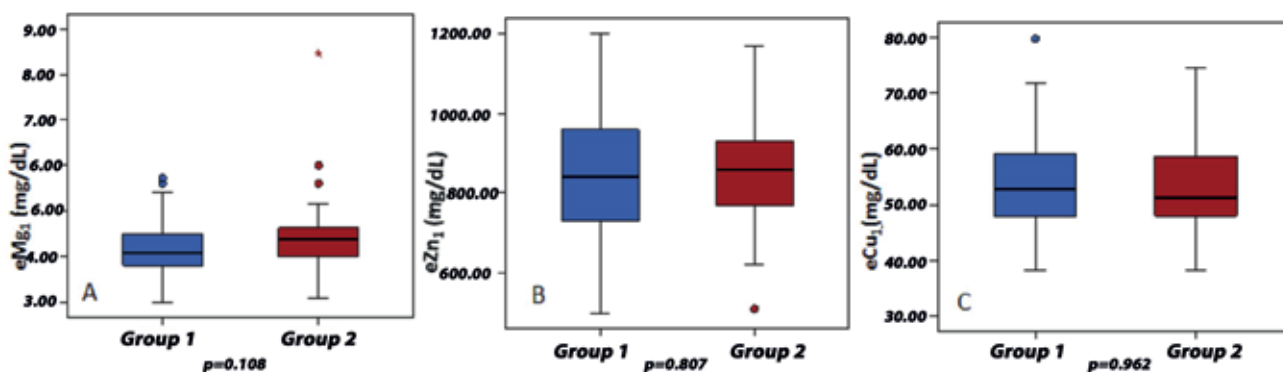 eMg1 (mg/dL)
9.00
8.00
7.00
6.00
6.00
4.00
3.00
A
Group 1
Group 2
p=0.108
eZn1 (mg/dL)
1200.00
1000.00
800.00
600.00
B
Group 1
Group 2
p=0.807
eCu1 (mg/dL)
80.00
70.00
60.00
50.00
40.00
30.00
C
Group 1
Group 2
p=0.962